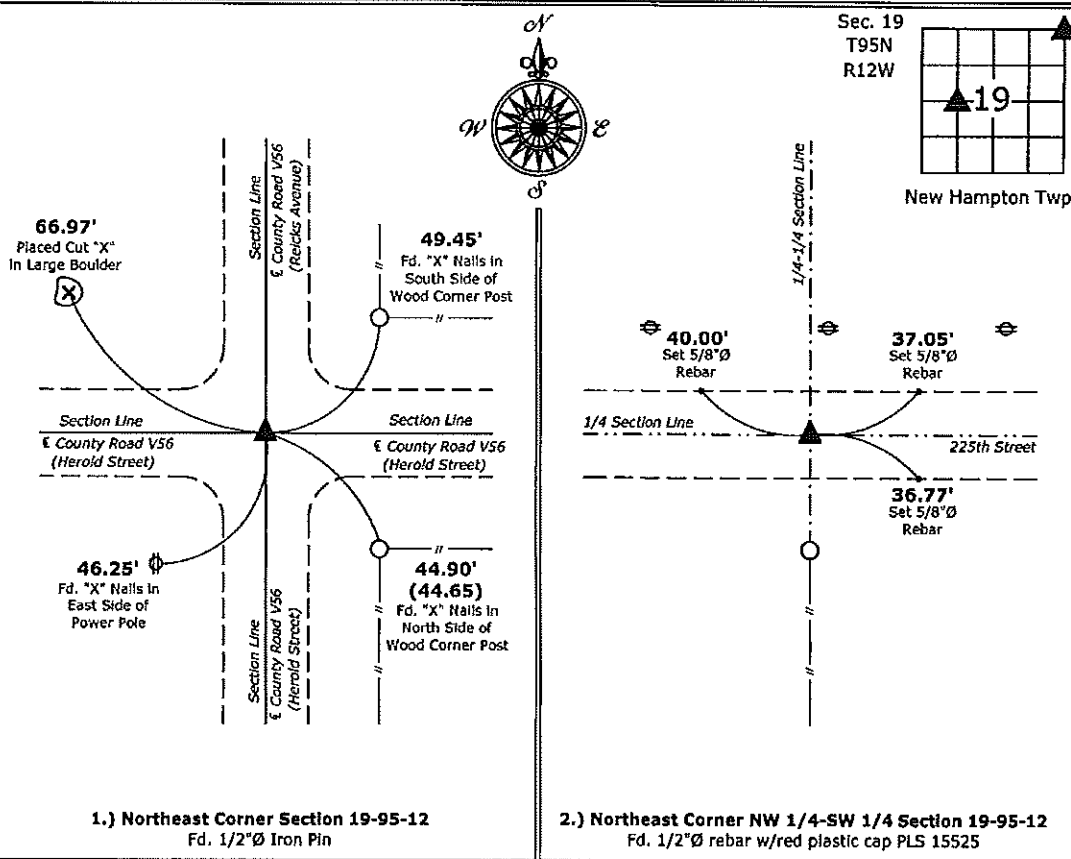 N
W
E
S
Sec. 19
T95N
R12W
19
New Hampton Twp
66.97'
Placed Cut "X"
in Large Boulder
Section Line
℄ County Road V56
(Reicks Avenue)
49.45'
Fd. "X" Nails in
South Side of
Wood Corner Post
Section Line
℄ County Road V56
(Herold Street)
Section Line
℄ County Road V56
(Herold Street)
46.25'
Fd. "X" Nails in
East Side of
Power Pole
Section Line
℄ County Road V56
(Herold Street)
44.90'
(44.65)
Fd. "X" Nails in
North Side of
Wood Corner Post
1.) Northeast Corner Section 19-95-12
Fd. 1/2"Ø Iron Pin
1/4-1/4 Section Line
40.00'
Set 5/8"Ø
Rebar
37.05'
Set 5/8"Ø
Rebar
1/4 Section Line
225th Street
36.77'
Set 5/8"Ø
Rebar
2.) Northeast Corner NW 1/4-SW 1/4 Section 19-95-12
Fd. 1/2"Ø rebar w/red plastic cap PLS 15525